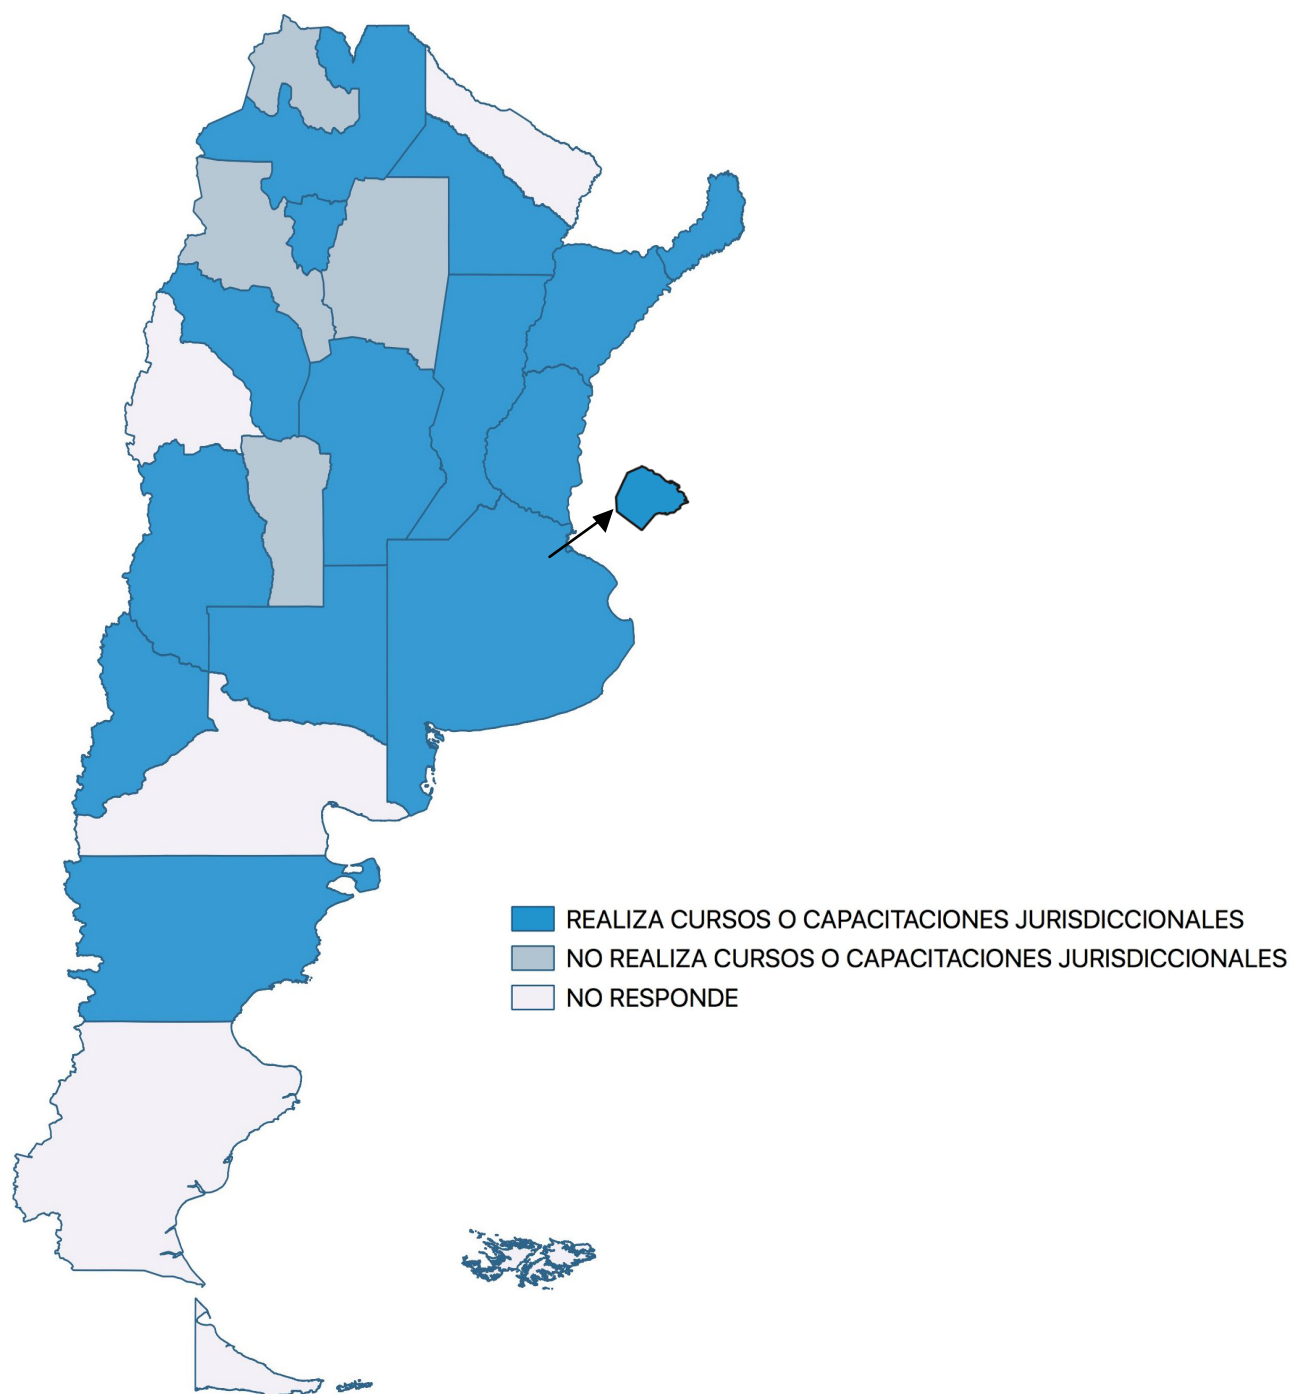 REALIZA CURSOS O CAPACITACIONES JURISDICCIONALES
NO REALIZA CURSOS O CAPACITACIONES JURISDICCIONALES
NO RESPONDE